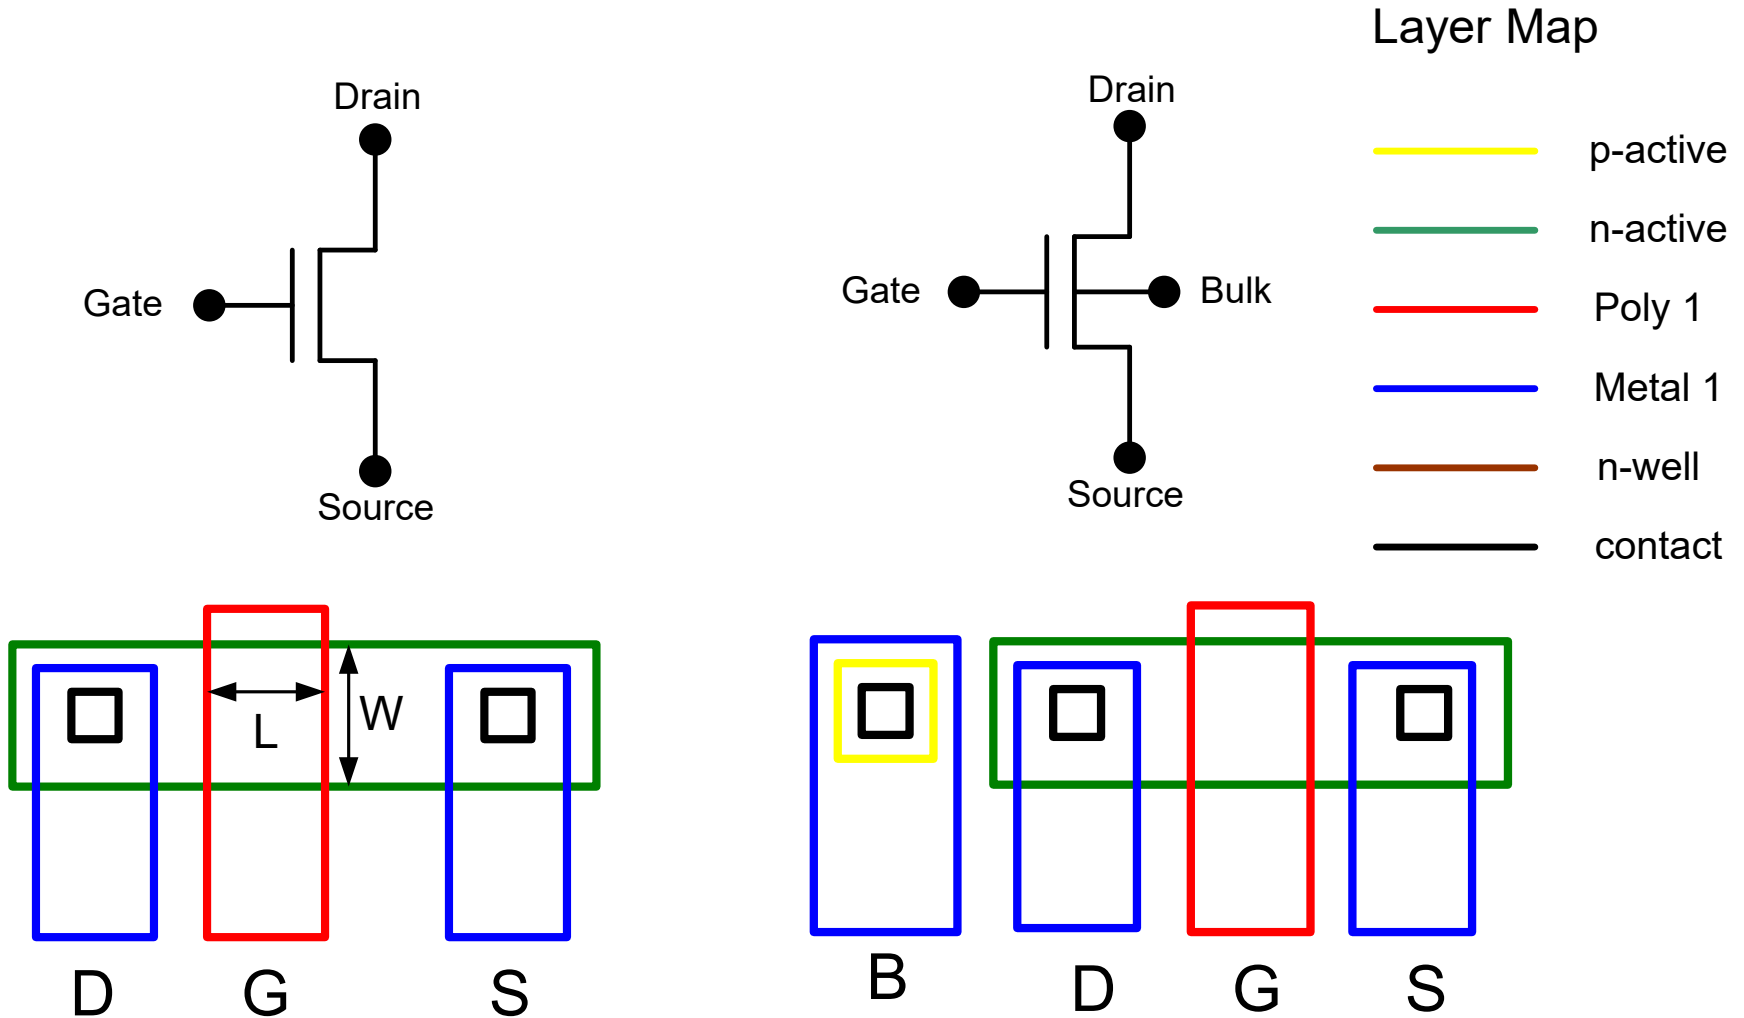 Layer Map
Drain
Gate
Source
Drain
Gate
Bulk
Source
p-active
n-active
Poly 1
Metal 1
n-well
contact
L
W
D
G
S
B
D
G
S